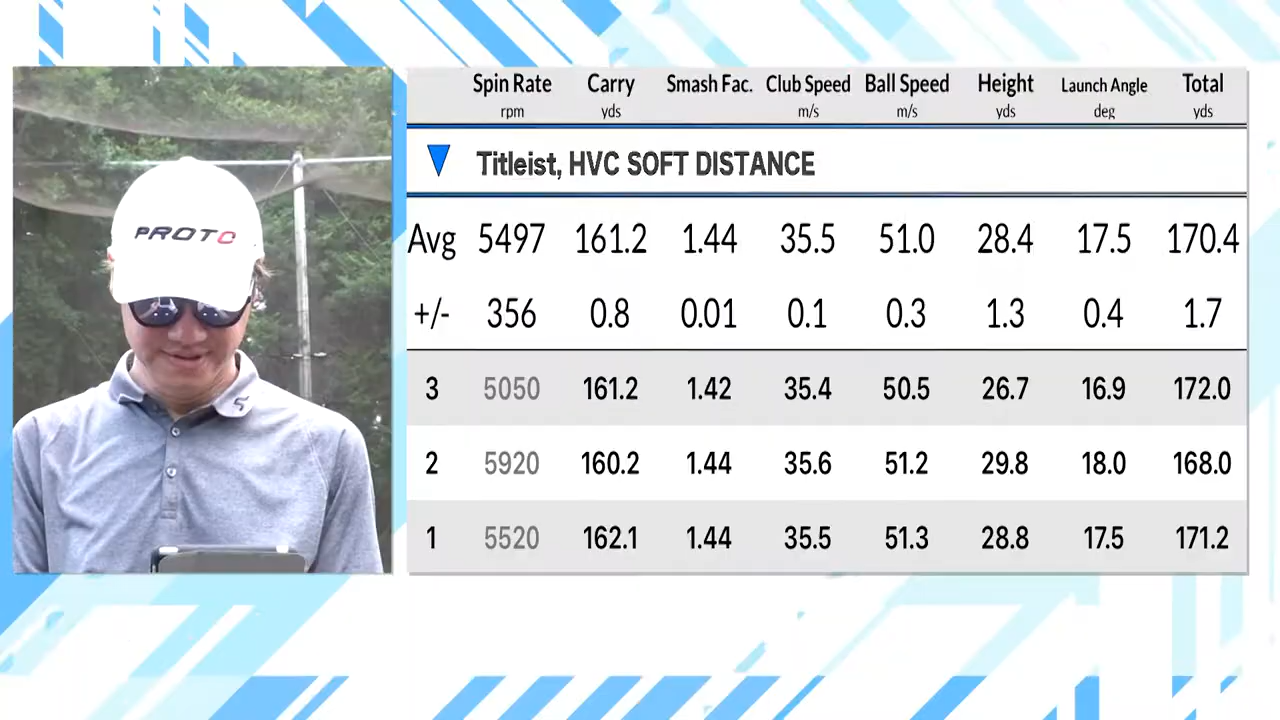 PROTO
Spin Rate Carry Smash Fac. Club Speed Ball Speed Height Launch Angle Total
rpm yds m/s m/s yds deg yds
Titleist, HVC SOFT DISTANCE
Avg 5497 161.2 1.44 35.5 51.0 28.4 17.5 170.4
+/- 356 0.8 0.01 0.1 0.3 1.3 0.4 1.7
3 5050 161.2 1.42 35.4 50.5 26.7 16.9 172.0
2 5920 160.2 1.44 35.6 51.2 29.8 18.0 168.0
1 5520 162.1 1.44 35.5 51.3 28.8 17.5 171.2